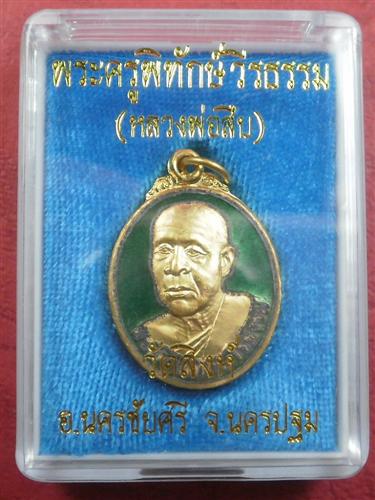 พระครูพิทักษ์วีรธรรม
(หลวงพ่อสืบ)
วัดสิงห์
อ.นครชัยศรี จ.นครปฐม